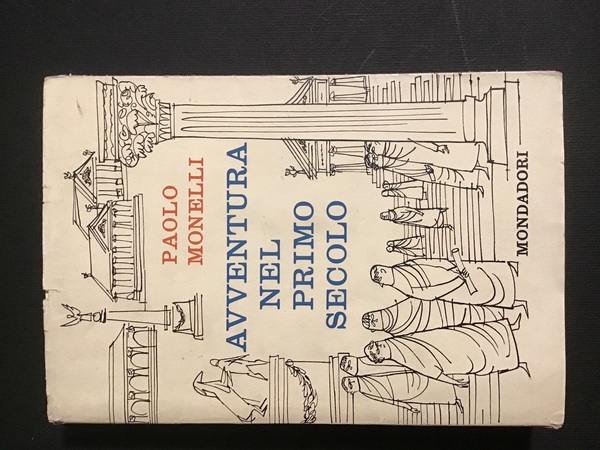 PAOLO
MONELLI
AVVENTURA
NEL
PRIMO
SECOLO
MONDADORI